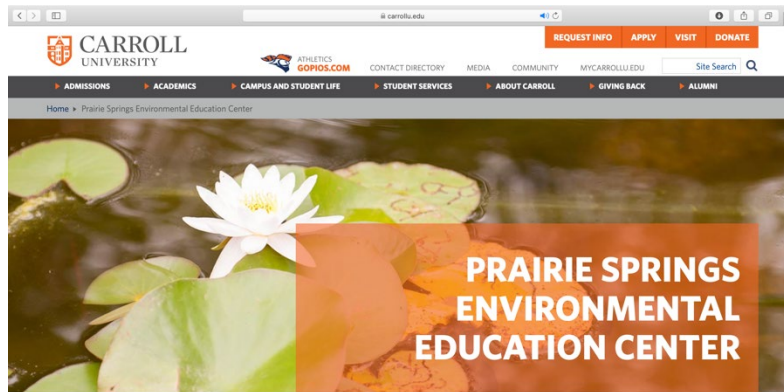 carrollu.edu
REQUEST INFO APPLY VISIT DONATE
CARROLL
UNIVERSITY
ATHLETICS
GOPIOS.COM
CONTACT DIRECTORY MEDIA COMMUNITY MYCARROLLU.EDU Site Search
ADMISSIONS ACADEMICS CAMPUS AND STUDENT LIFE STUDENT SERVICES ABOUT CARROLL GIVING BACK ALUMNI
Home Prairie Springs Environmental Education Center
PRAIRIE SPRINGS
ENVIRONMENTAL
EDUCATION CENTER